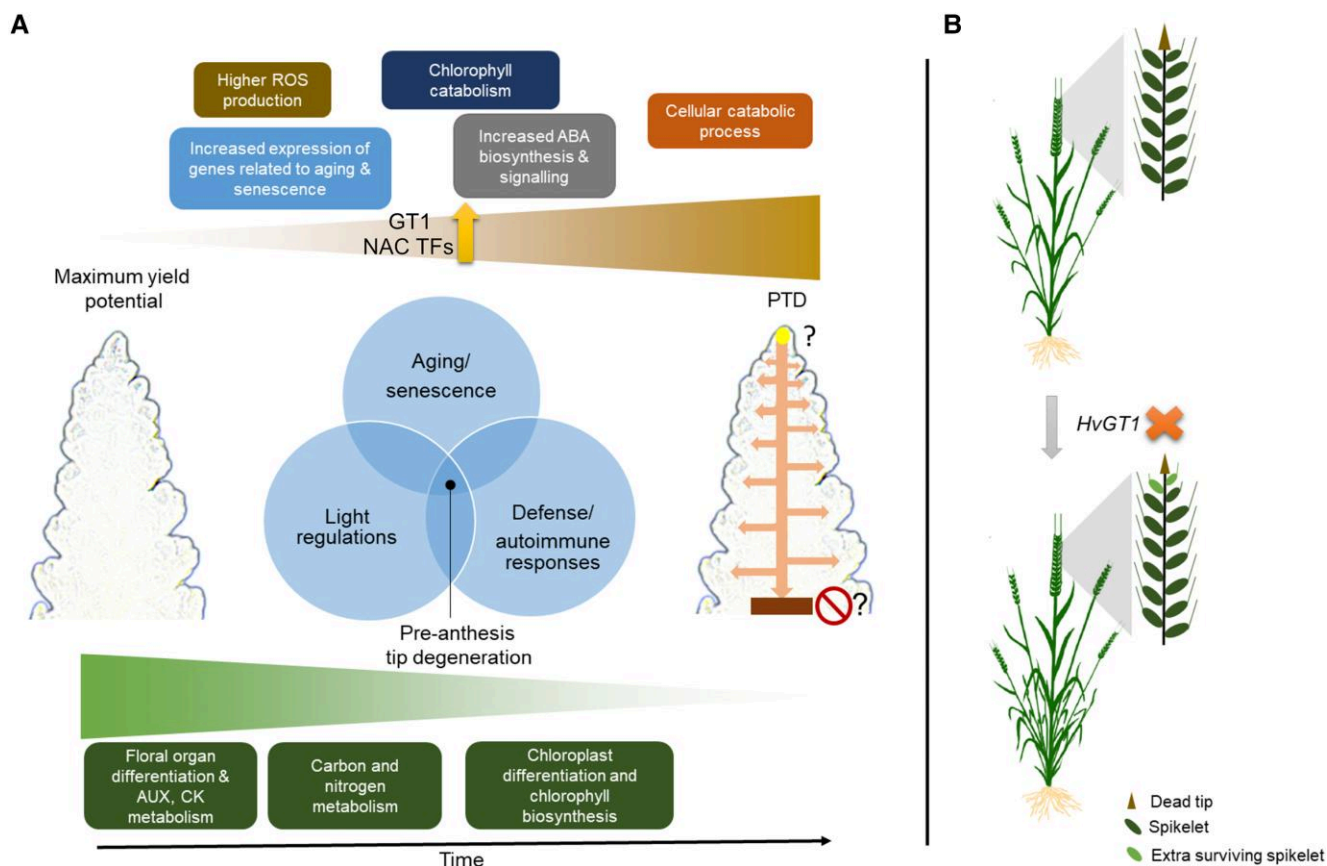 A
Higher ROS
production
Chlorophyll
catabolism
Increased expression of
genes related to aging &
senescence
Increased ABA
biosynthesis &
signalling
Cellular catabolic
process
GT1
NAC TFs
Maximum yield
potential
PTD
?
Aging/
senescence
Light
regulations
Defense/
autoimmune
responses
?
Pre-anthesis
tip degeneration
Floral organ
differentiation &
AUX, CK
metabolism
Carbon and
nitrogen
metabolism
Chloroplast
differentiation and
chlorophyll
biosynthesis
Time
B
HvGT1
Dead tip
Spikelet
Extra surviving spikelet